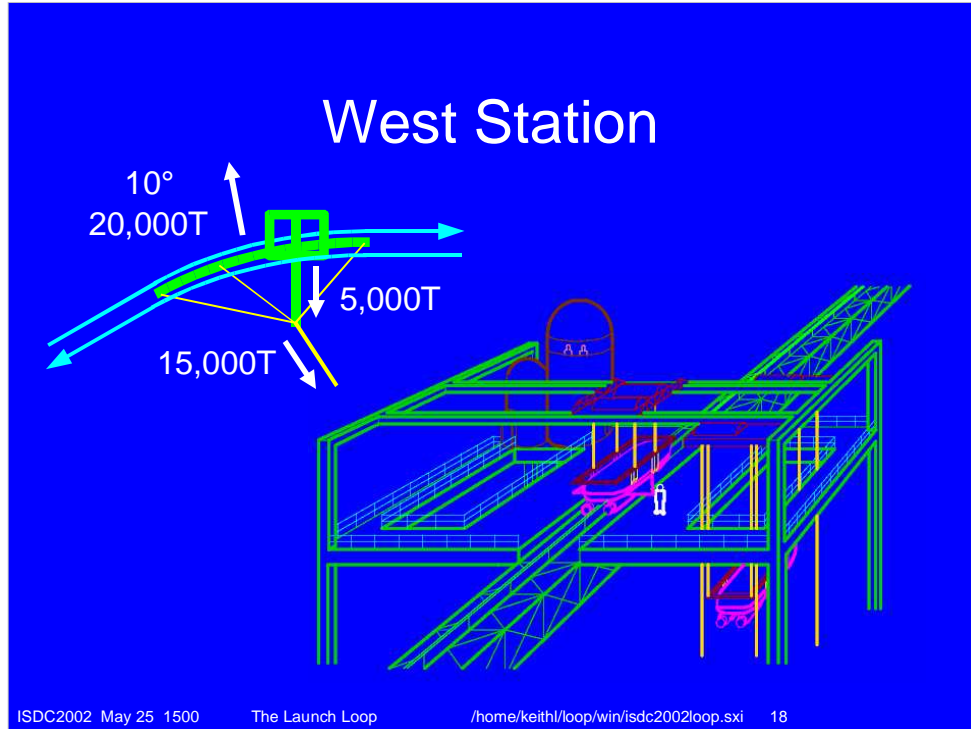 West Station
10°
20,000T
5,000T
15,000T
ISDC2002 May 25 1500 The Launch Loop /home/keithl/loop/win/isdc2002loop.sxi 18